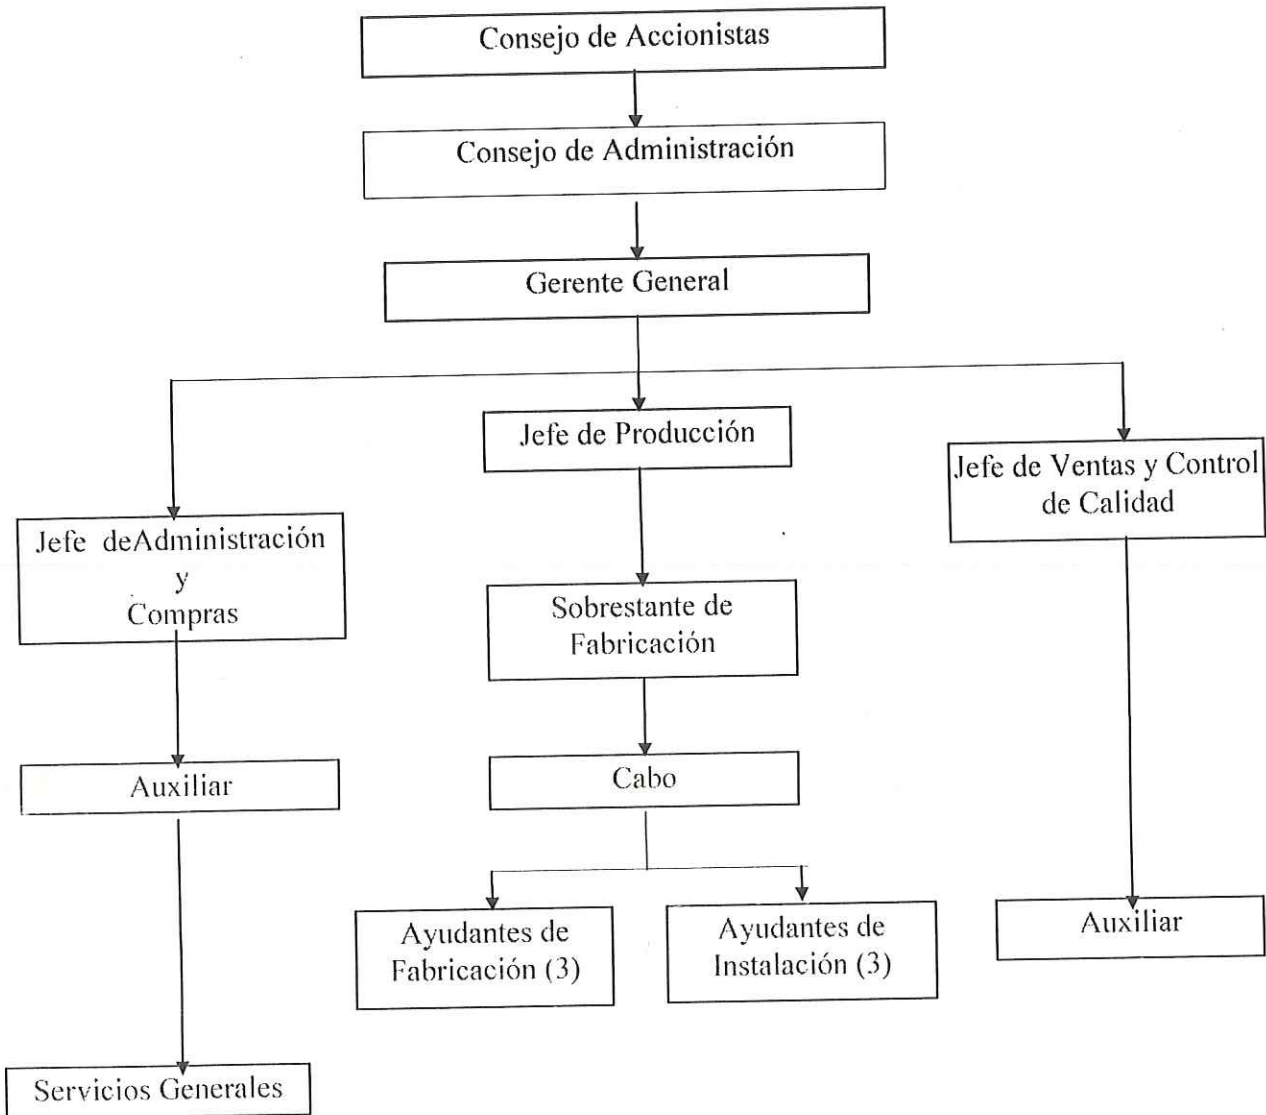 Consejo de Accionistas
Consejo de Administración
Gerente General
Jefe de Producción
Jefe de Ventas y Control
de Calidad
Jefe deAdministración
y
Compras
Sobrestante de
Fabricación
Auxiliar
Cabo
Ayudantes de
Fabricación (3)
Ayudantes de
Instalación (3)
Auxiliar
Servicios Generales